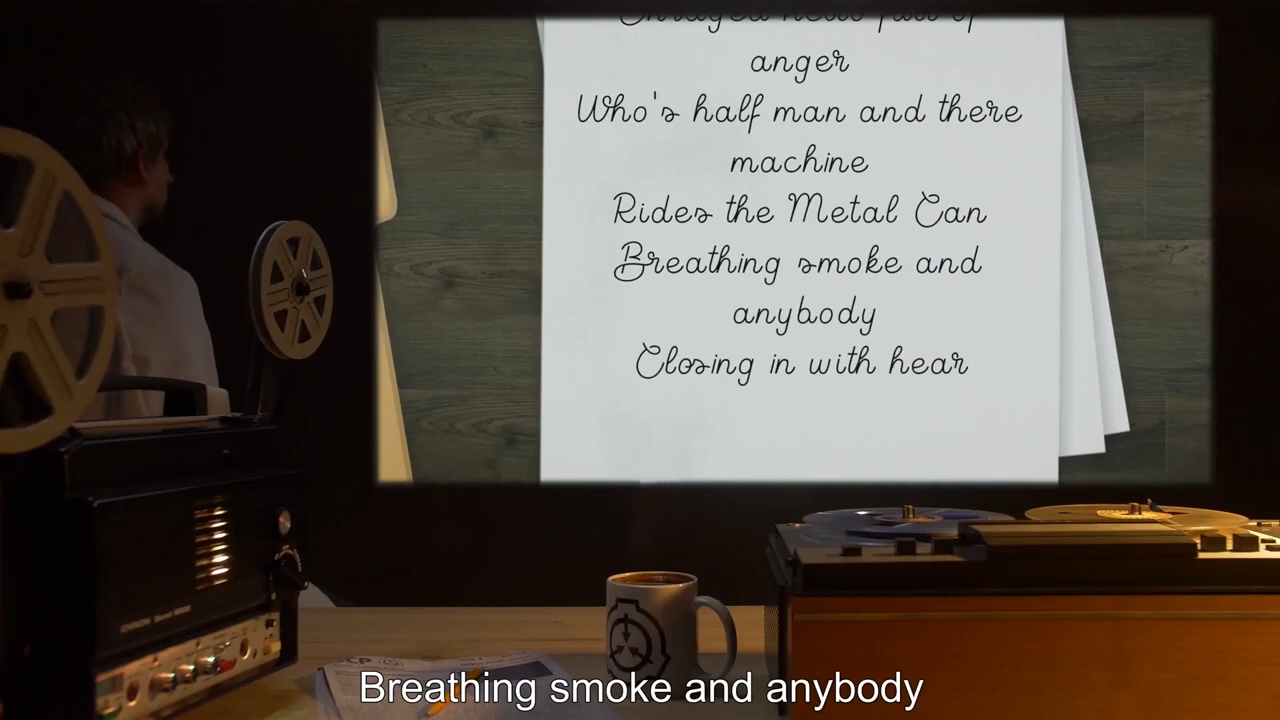 anger
Who's half man and there
machine
Rides the Metal Can
Breathing smoke and
anybody
Closing in with hear
Breathing smoke and anybody